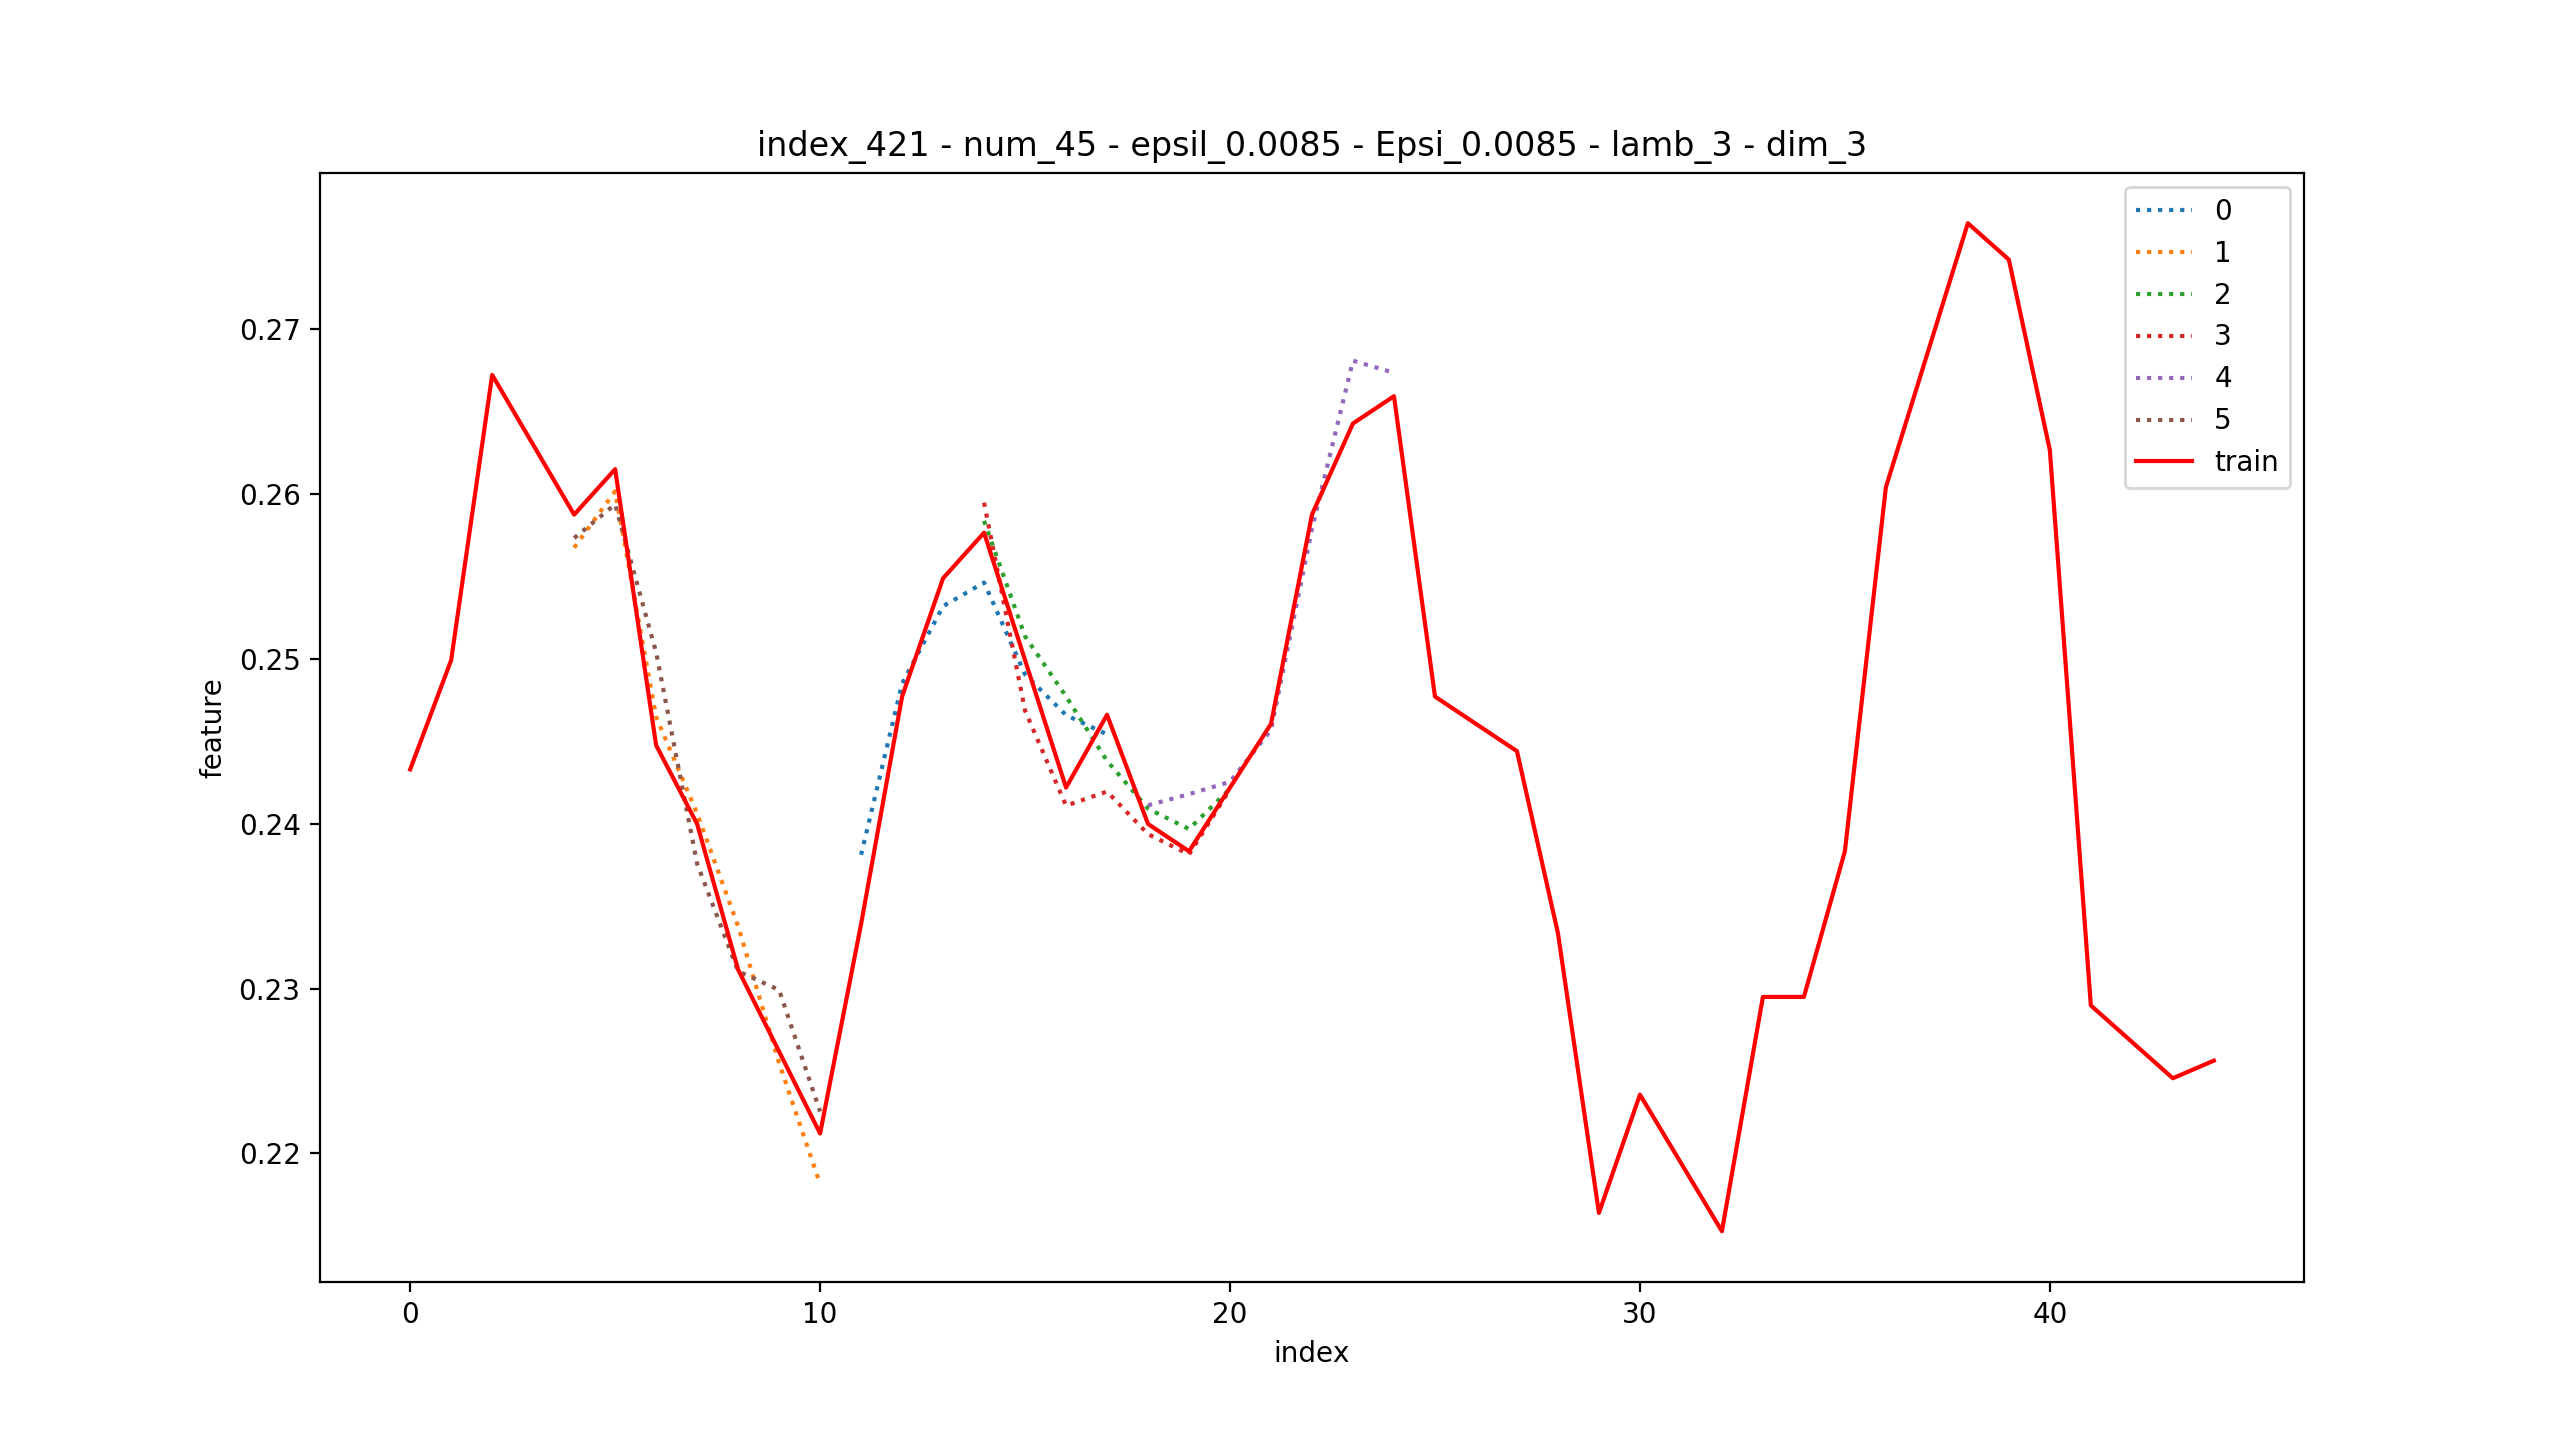 index_421 - num_45 - epsil_0.0085 - Epsi_0.0085 - lamb_3 - dim_3
0
1
2
3
4
5
train
0.27
0.26
0.25
0.24
0.23
0.22
feature
0 10 20 30 40
index